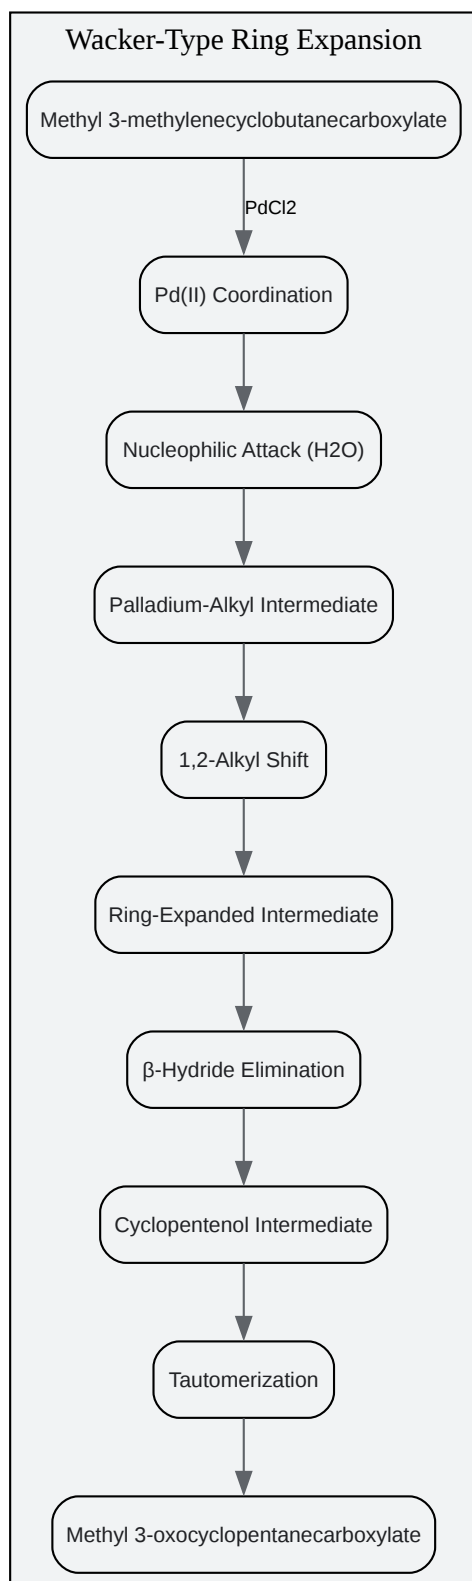 Wacker-Type Ring Expansion
Methyl 3-methylenecyclobutanecarboxylate
PdCl2
Pd(II) Coordination
Nucleophilic Attack (H2O)
Palladium-Alkyl Intermediate
1,2-Alkyl Shift
Ring-Expanded Intermediate
β-Hydride Elimination
Cyclopentenol Intermediate
Tautomerization
Methyl 3-oxocyclopentanecarboxylate